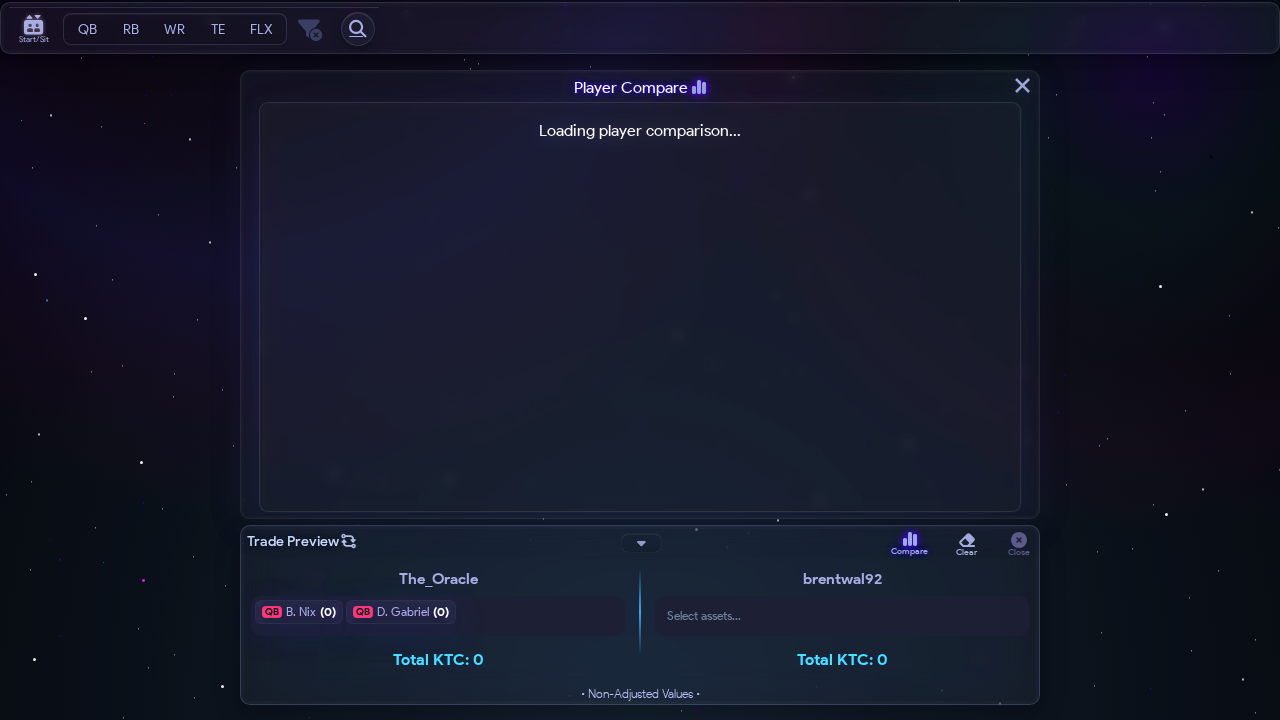 Start/Sit
QB RB WR TE FLX
Player Compare
Loading player comparison...
Trade Preview
Compare Clear Close
The_Oracle
brentwal92
QB B. Nix (0) QB D. Gabriel (0)
Select assets...
Total KTC: 0
Total KTC: 0
• Non-Adjusted Values •